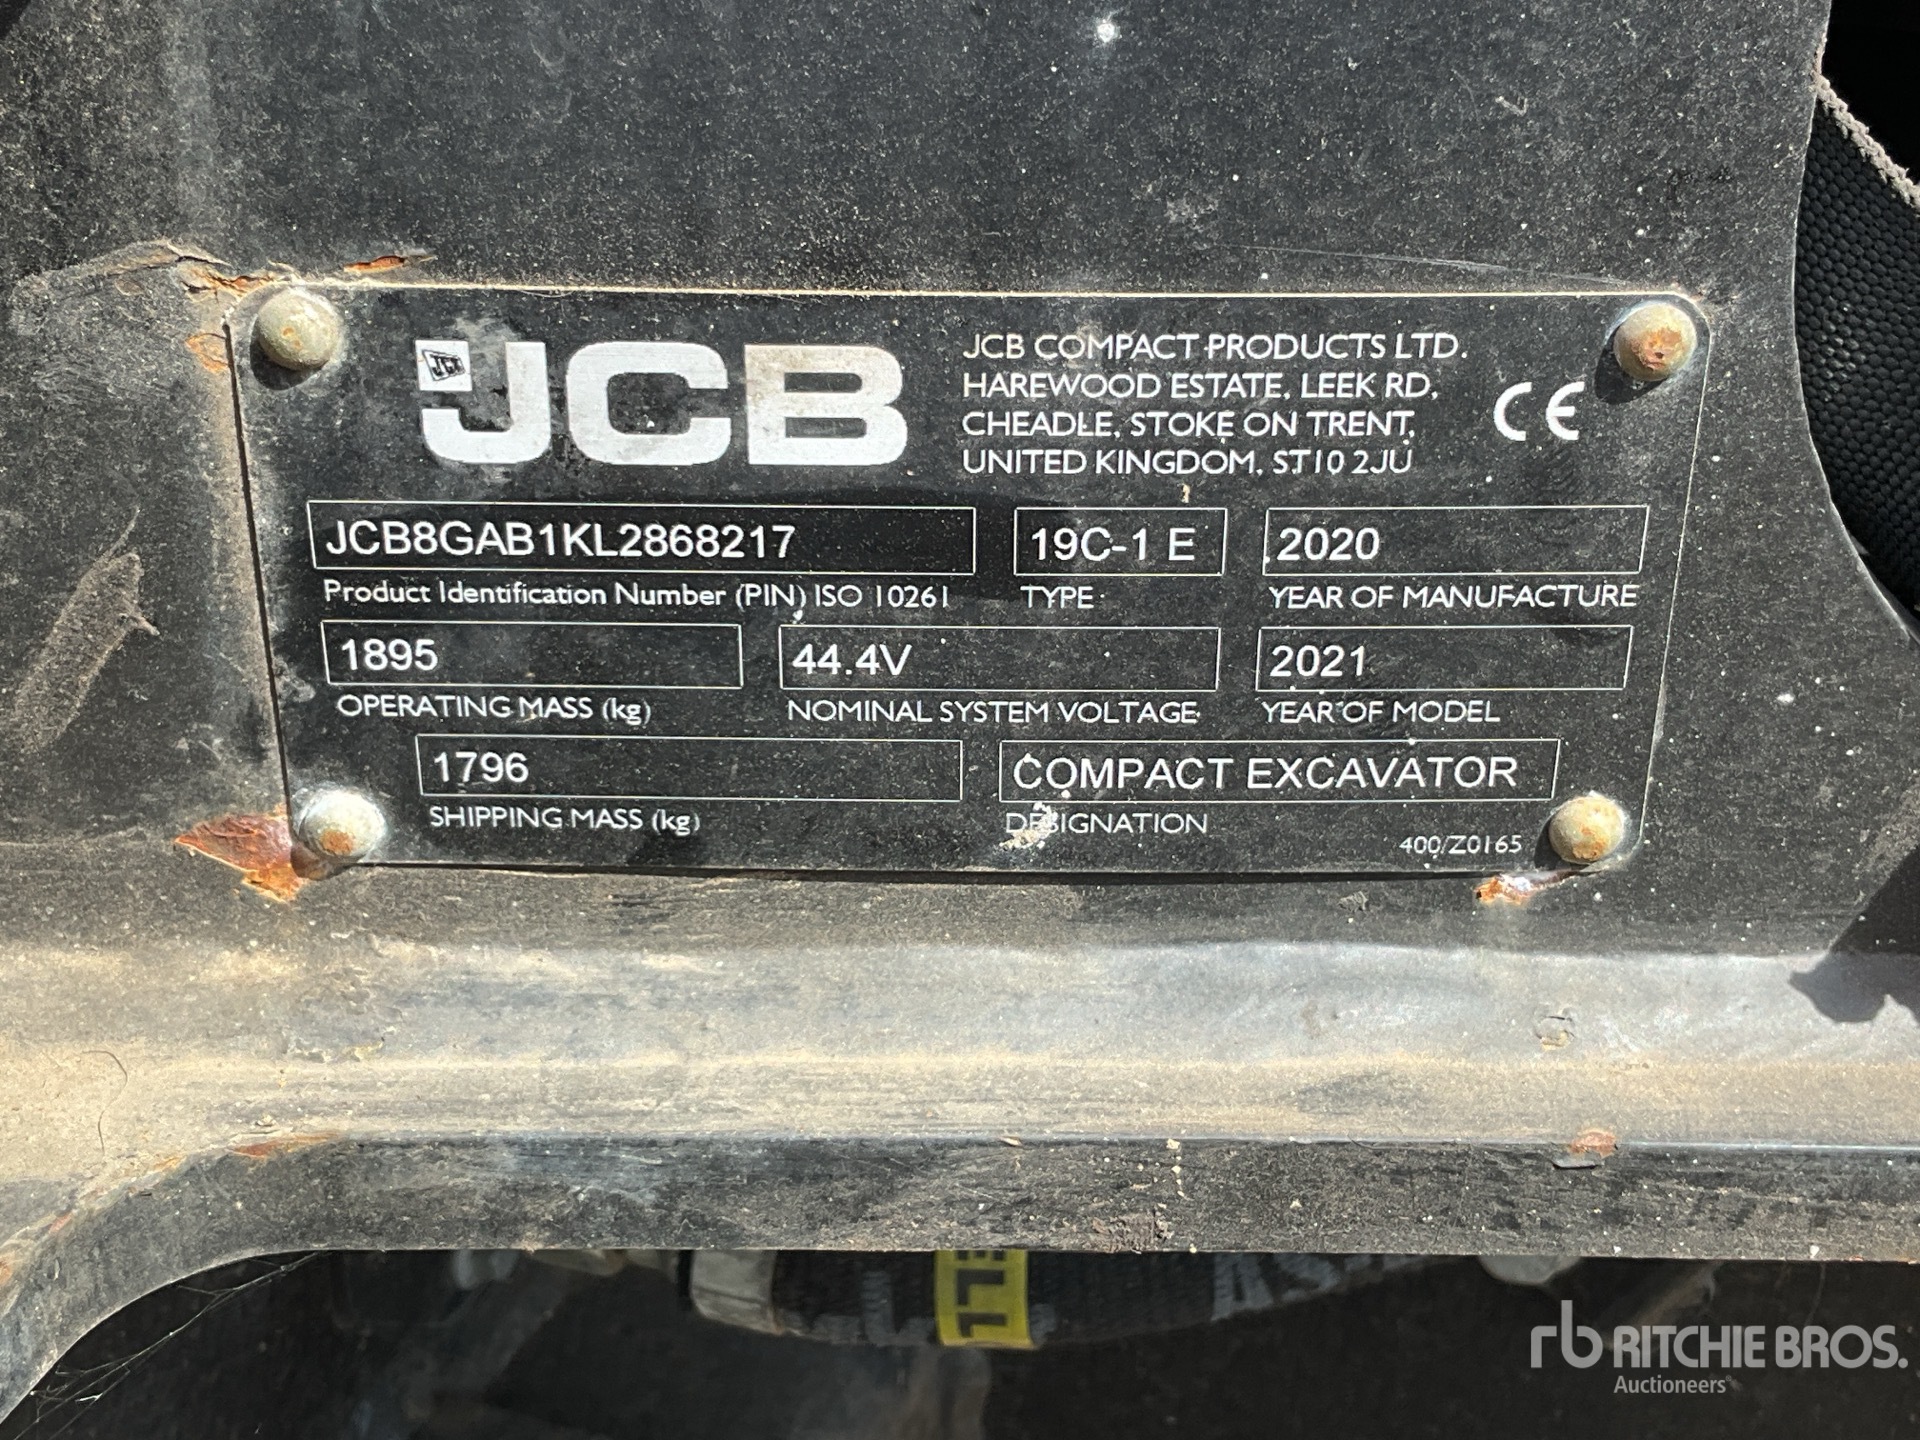 JCB
JCB COMPACT PRODUCTS LTD.
HAREWOOD ESTATE, LEEK RD,
CHEADLE, STOKE ON TRENT,
UNITED KINGDOM, ST10 2JU
CE
JCB8GAB1KL2868217
Product Identification Number (PIN) ISO 10261
19C-1 E
TYPE
2020
YEAR OF MANUFACTURE
1895
OPERATING MASS (kg)
44.4V
NOMINAL SYSTEM VOLTAGE
2021
YEAR OF MODEL
1796
SHIPPING MASS (kg)
COMPACT EXCAVATOR
DESIGNATION
400/Z0165
rb RITCHIE BROS.
Auctioneers